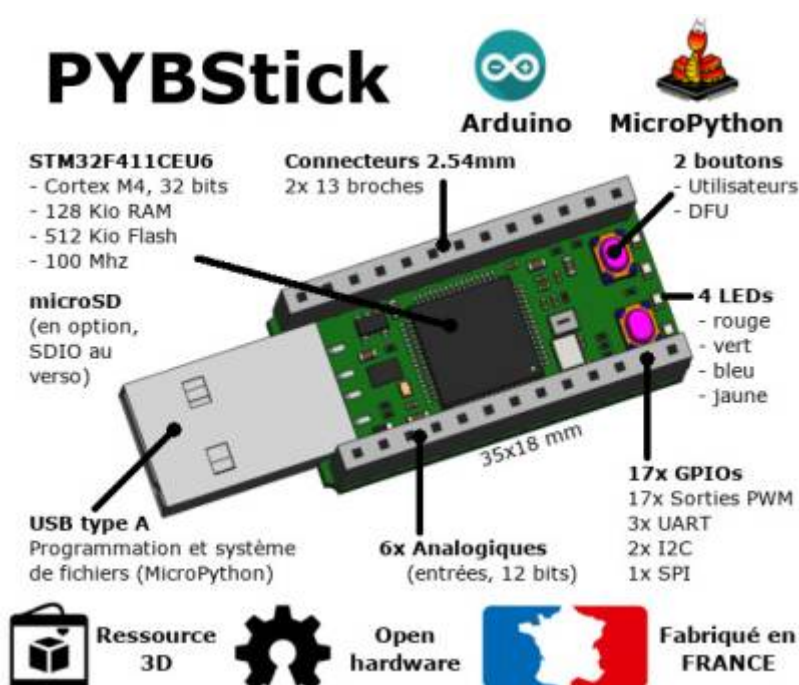 PYBStick
Arduino
MicroPython
STM32F411CEU6
- Cortex M4, 32 bits
- 128 Kio RAM
- 512 Kio Flash
- 100 Mhz
Connecteurs 2.54mm
2x 13 broches
2 boutons
- Utilisateurs
- DFU
microSD
(en option,
SDIO au
verso)
4 LEDs
- rouge
- vert
- bleu
- jaune
35x18 mm
USB type A
Programmation et système
de fichiers (MicroPython)
6x Analogiques
(entrées, 12 bits)
17x GPIOs
17x Sorties PWM
3x UART
2x I2C
1x SPI
Ressource
3D
Open
hardware
Fabriqué en
FRANCE